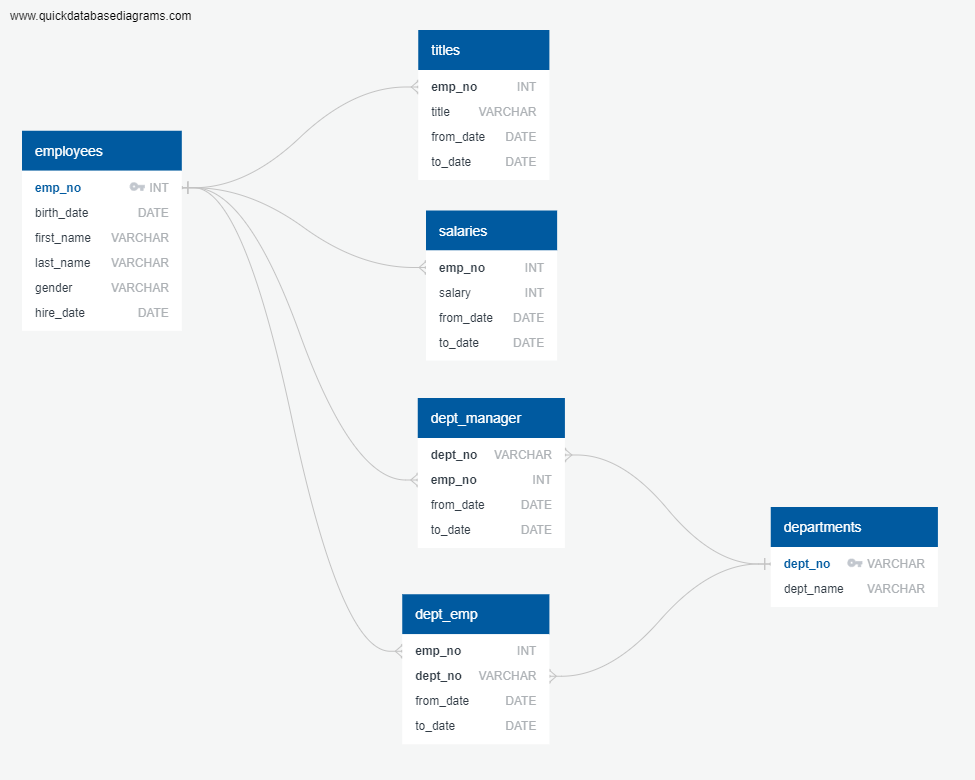 www.quickdatabasediagrams.com
employees
emp_no INT
birth_date DATE
first_name VARCHAR
last_name VARCHAR
gender VARCHAR
hire_date DATE
titles
emp_no INT
title VARCHAR
from_date DATE
to_date DATE
salaries
emp_no INT
salary INT
from_date DATE
to_date DATE
dept_manager
dept_no VARCHAR
emp_no INT
from_date DATE
to_date DATE
dept_emp
emp_no INT
dept_no VARCHAR
from_date DATE
to_date DATE
departments
dept_no VARCHAR
dept_name VARCHAR